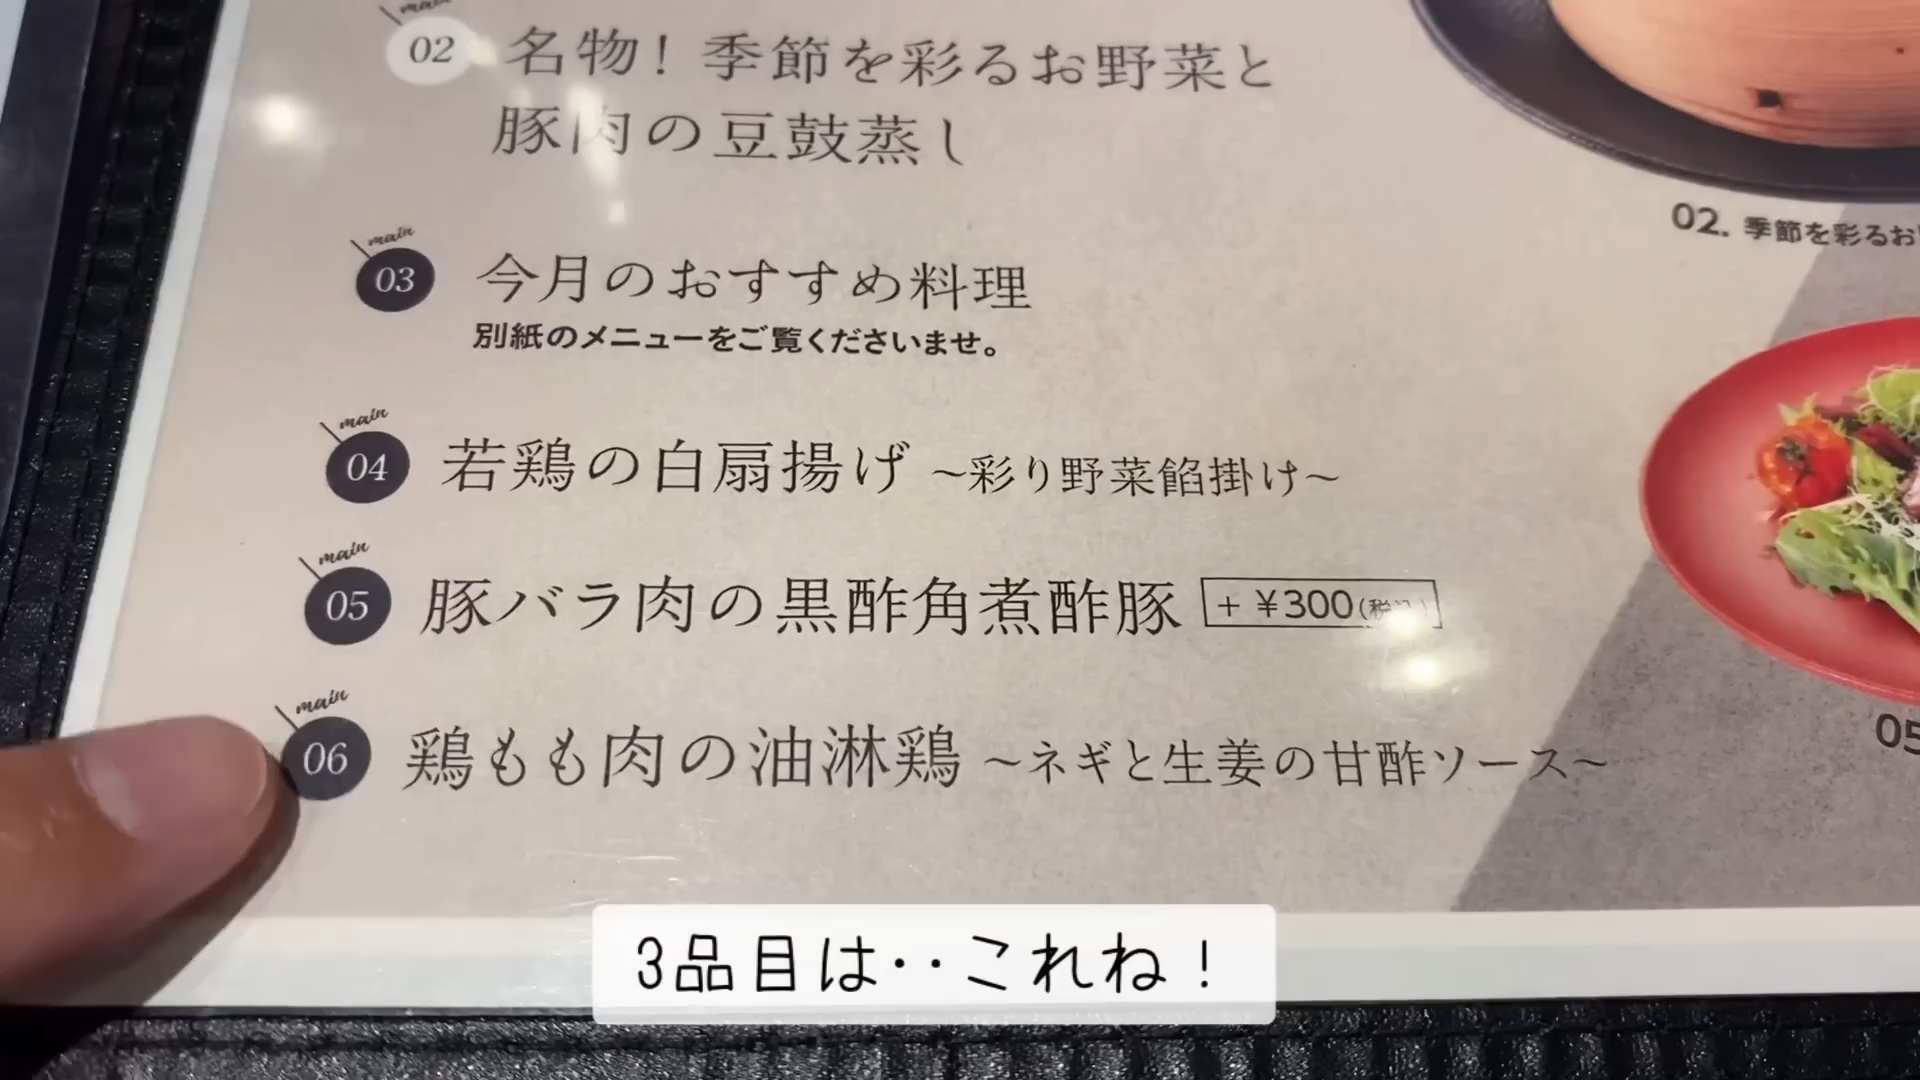 main
02 名物！季節を彩るお野菜と
豚肉の豆鼓蒸し
02. 季節を彩るお
main
03 今月のおすすめ料理
別紙のメニューをご覧くださいませ。
main
04 若鶏の白扇揚げ ～彩り野菜餡掛け～
main
05 豚バラ肉の黒酢角煮酢豚 + ¥300(税込)
05
main
06 鶏もも肉の油淋鶏 ～ネギと生姜の甘酢ソース～
3品目は‥これね！